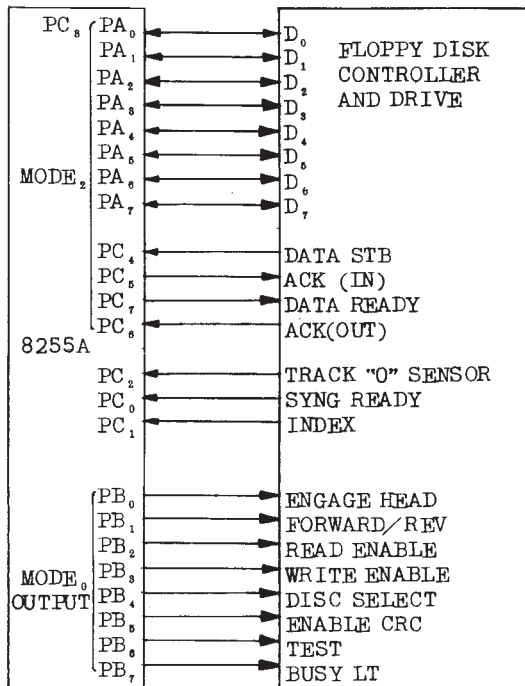 PC₈ PA₀ D₀ FLOPPY DISK
PA₁ D₁ CONTROLLER
PA₂ D₂ AND DRIVE
PA₃ D₃
PA₄ D₄
PA₅ D₅
MODE₂ PA₆ D₆
PA₇ D₇
PC₄ DATA STB
PC₅ ACK (IN)
PC₇ DATA READY
PC₆ ACK(OUT)
8255A
PC₂ TRACK "0" SENSOR
PC₀ SYNG READY
PC₁ INDEX
PB₀ ENGAGE HEAD
PB₁ FORWARD/REV
PB₂ READ ENABLE
MODE₀ PB₃ WRITE ENABLE
OUTPUT PB₄ DISC SELECT
PB₅ ENABLE CRC
PB₆ TEST
PB₇ BUSY LT